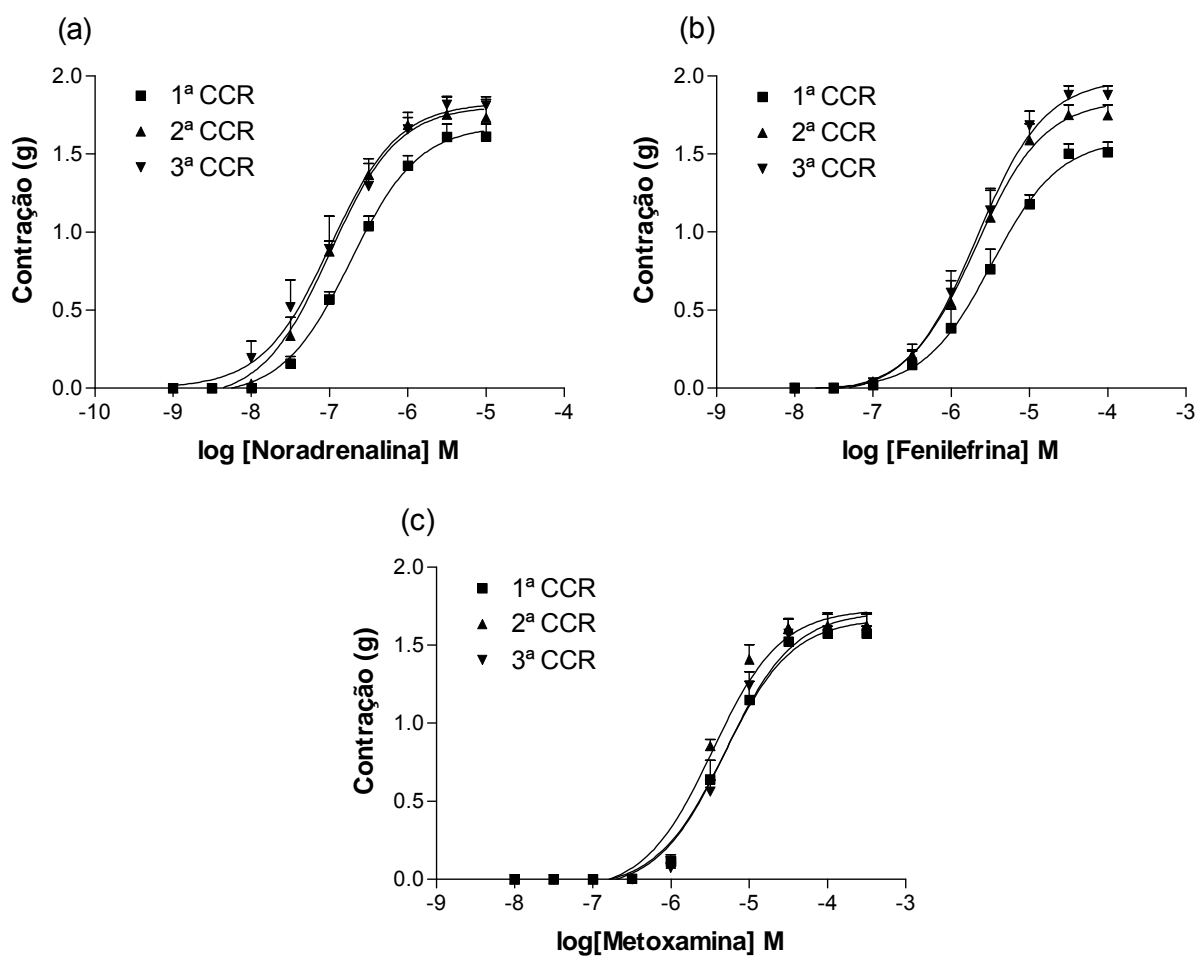 (a)
1ª CCR
2ª CCR
3ª CCR
2.0
1.5
1.0
0.5
0.0
Contração (g)
-10 -9 -8 -7 -6 -5 -4
log [Noradrenalina] M
(b)
1ª CCR
2ª CCR
3ª CCR
2.0
1.5
1.0
0.5
0.0
Contração (g)
-9 -8 -7 -6 -5 -4 -3
log [Fenilefrina] M
(c)
1ª CCR
2ª CCR
3ª CCR
2.0
1.5
1.0
0.5
0.0
Contração (g)
-9 -8 -7 -6 -5 -4 -3
log[Metoxamina] M